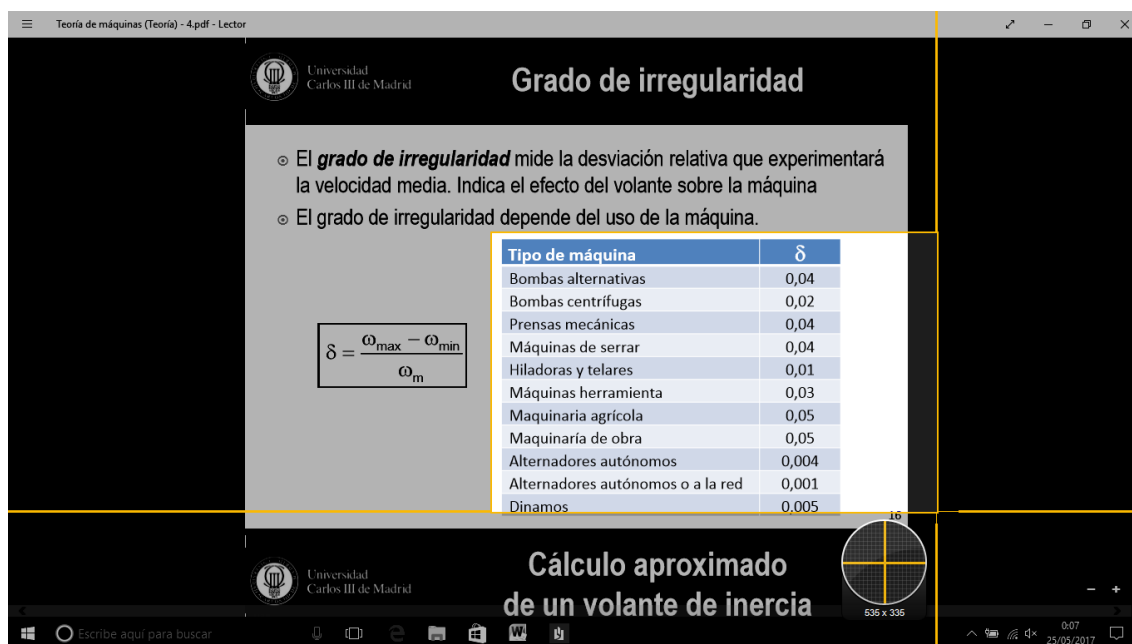 Teoría de máquinas (Teoría) - 4.pdf - Lector
Universidad
Carlos III de Madrid
Grado de irregularidad
El grado de irregularidad mide la desviación relativa que experimentará
la velocidad media. Indica el efecto del volante sobre la máquina
El grado de irregularidad depende del uso de la máquina.
δ = (ω_max − ω_min) / ω_m
Tipo de máquina δ
Bombas alternativas 0,04
Bombas centrífugas 0,02
Prensas mecánicas 0,04
Máquinas de serrar 0,04
Hiladoras y telares 0,01
Máquinas herramienta 0,03
Maquinaria agrícola 0,05
Maquinaría de obra 0,05
Alternadores autónomos 0,004
Alternadores autónomos o a la red 0,001
Dinamos 0,005
16
Universidad
Carlos III de Madrid
Cálculo aproximado
de un volante de inercia
535 x 335
Escribe aquí para buscar
0:07
25/05/2017